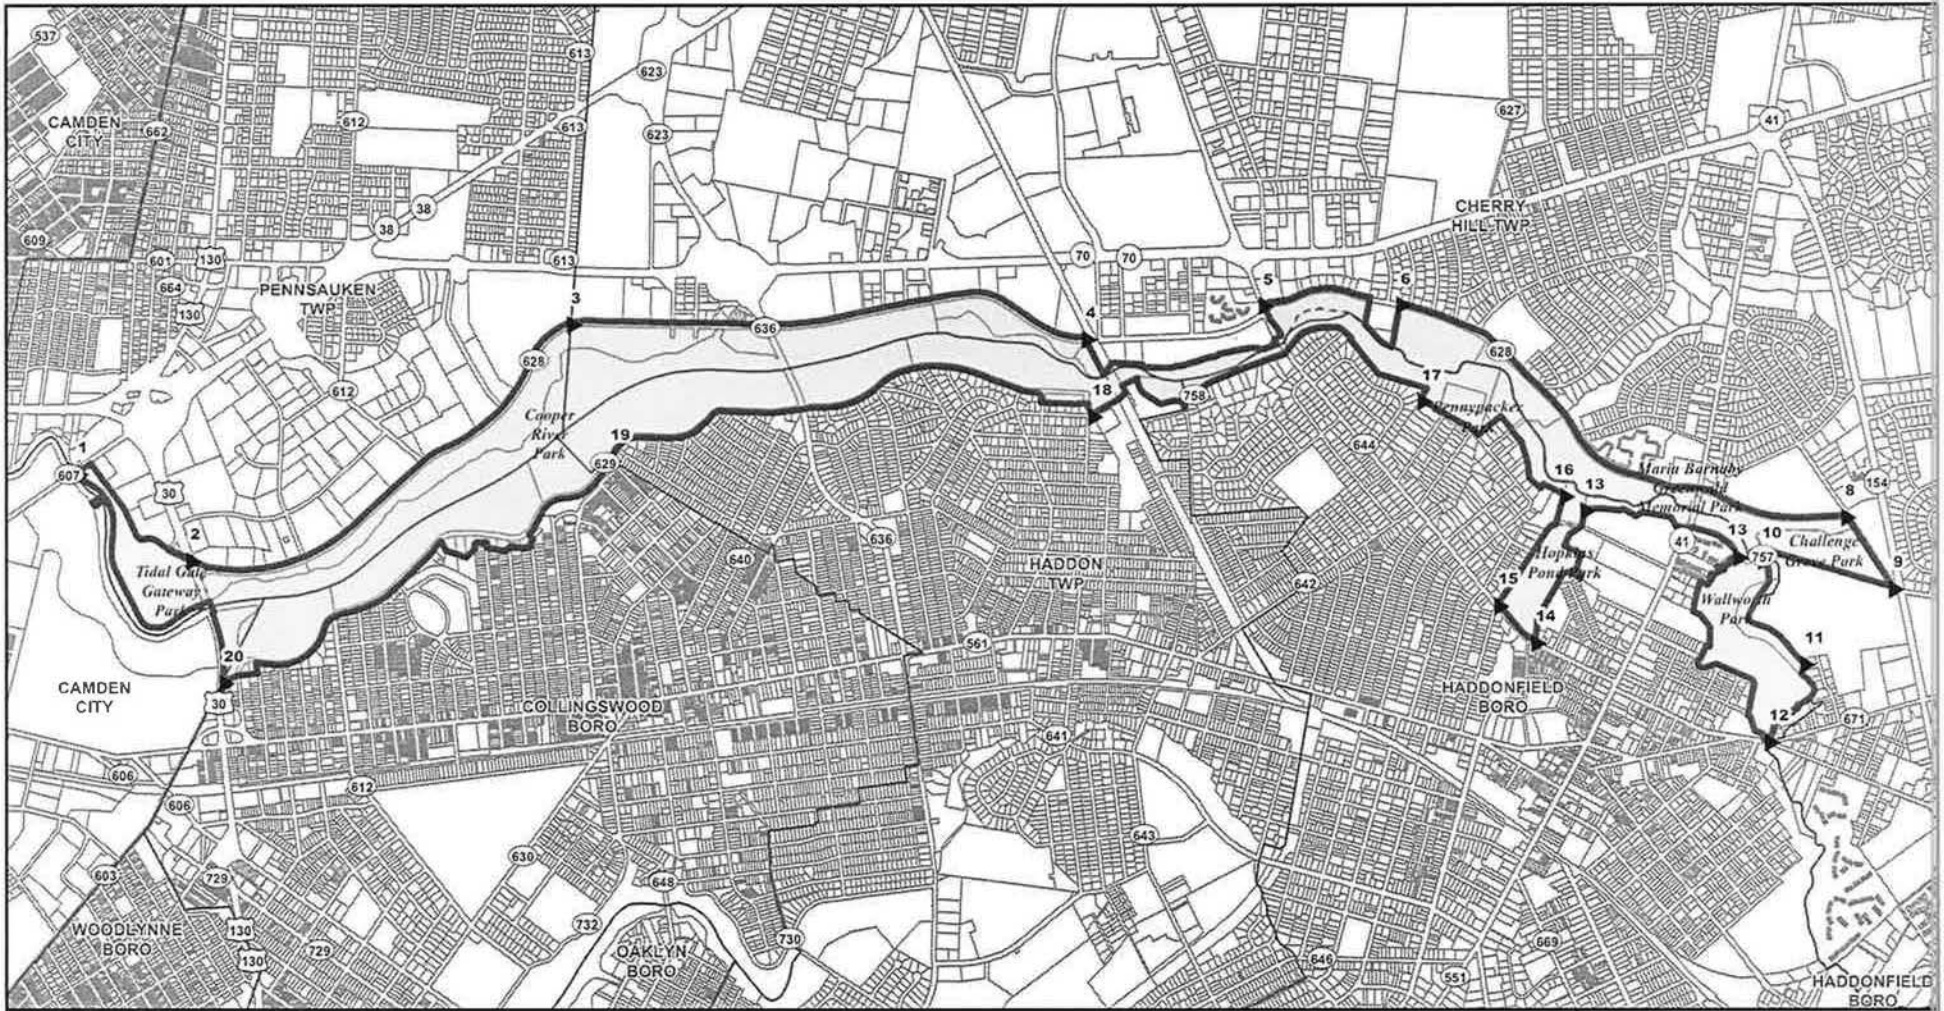 537
613
623
CAMDEN
CITY
662
612
613
623
627
41
38
38
CHERRY
HILL TWP
609
601
130
613
70
70
664
PENNSAUKEN
TWP
130
3
4
5
6
636
628
628
612
18
758
17
Pennypacker
Park
Cooper
River
Park
19
629
644
1
607
30
16
13
Maria Barnaby
Greenwald
Memorial Park
8
154
2
Tidal Gate
Gateway
Park
640
636
HADDON
TWP
642
Hopkins
Pond Park
41
13
10
757
Challenge
Grove Park
9
15
14
Wallworth
Park
11
20
30
561
CAMDEN
CITY
COLLINGSWOOD
BORO
HADDONFIELD
BORO
12
671
641
606
606
612
643
603
729
630
648
WOODLYNNE
BORO
130
729
130
732
OAKLYN
BORO
730
646
669
551
HADDONFIELD
BORO